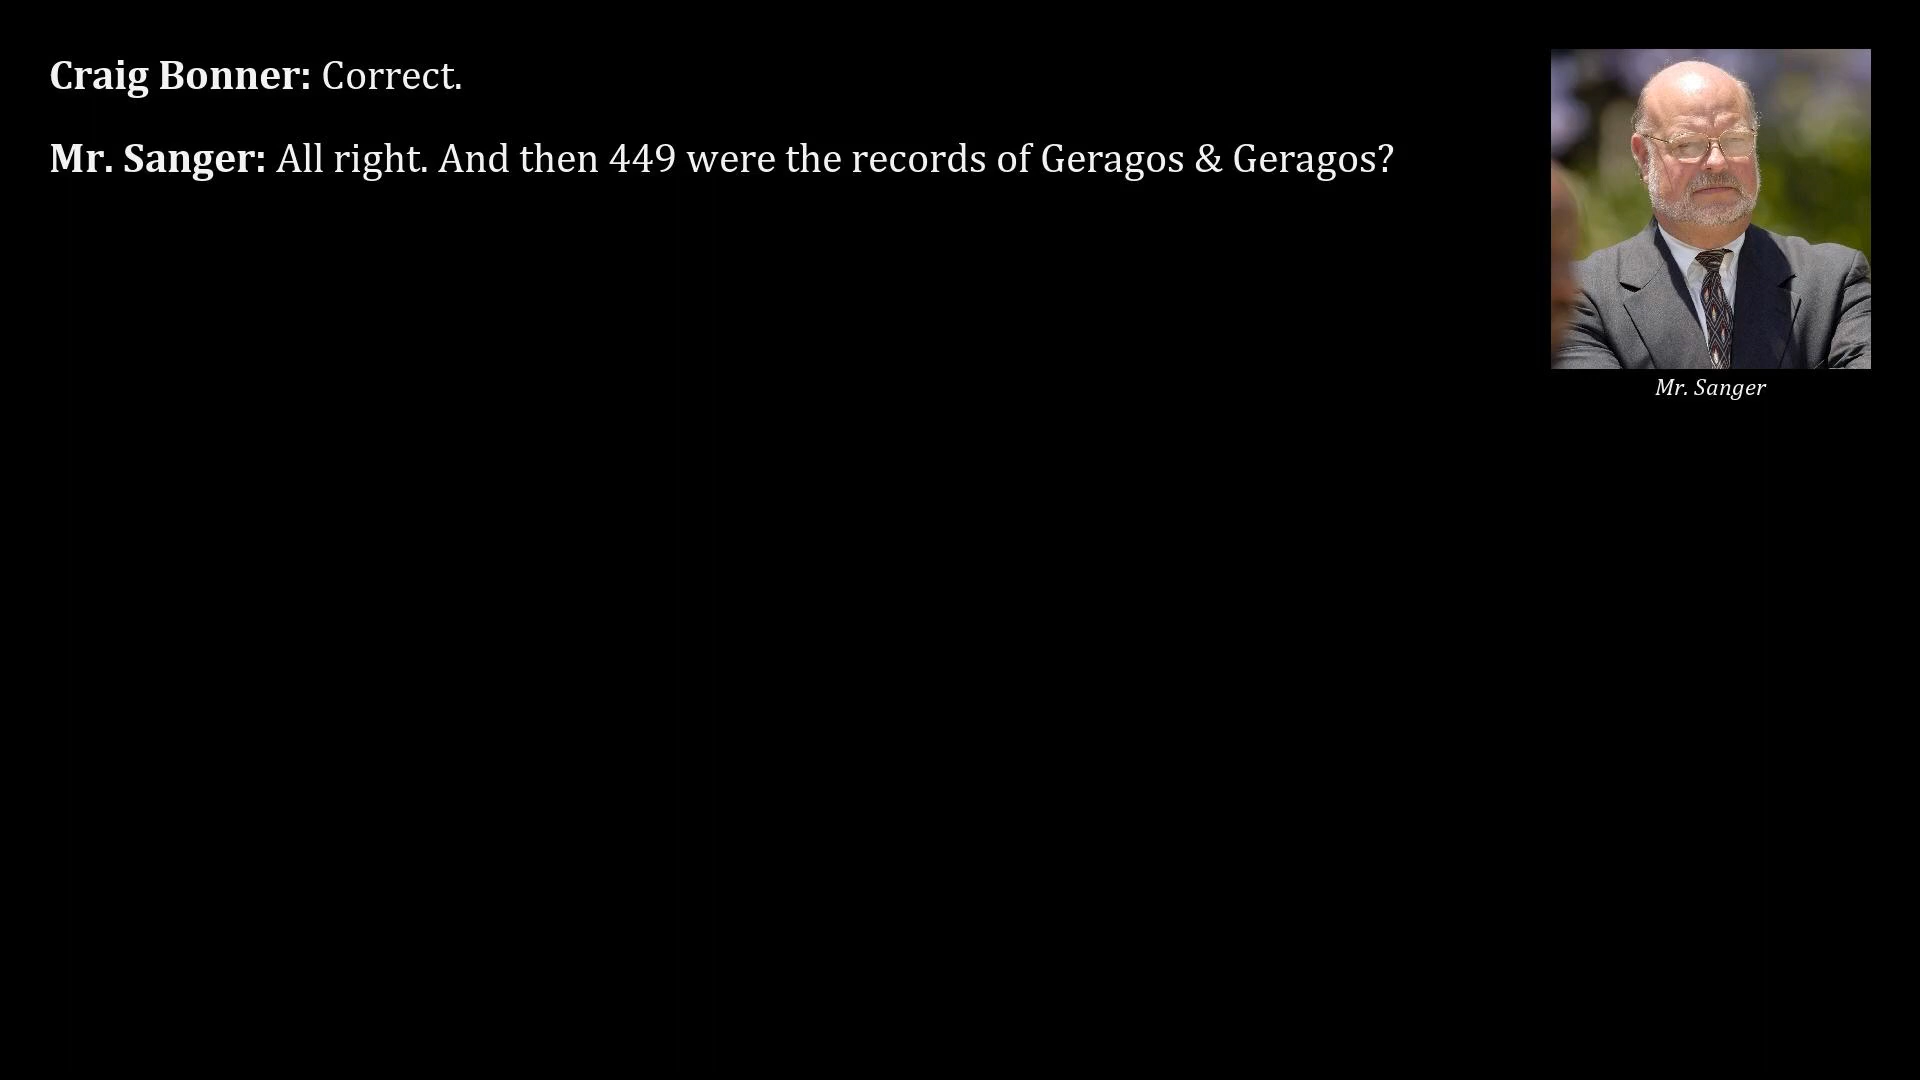 Craig Bonner: Correct.
Mr. Sanger: All right. And then 449 were the records of Geragos & Geragos?
Mr. Sanger